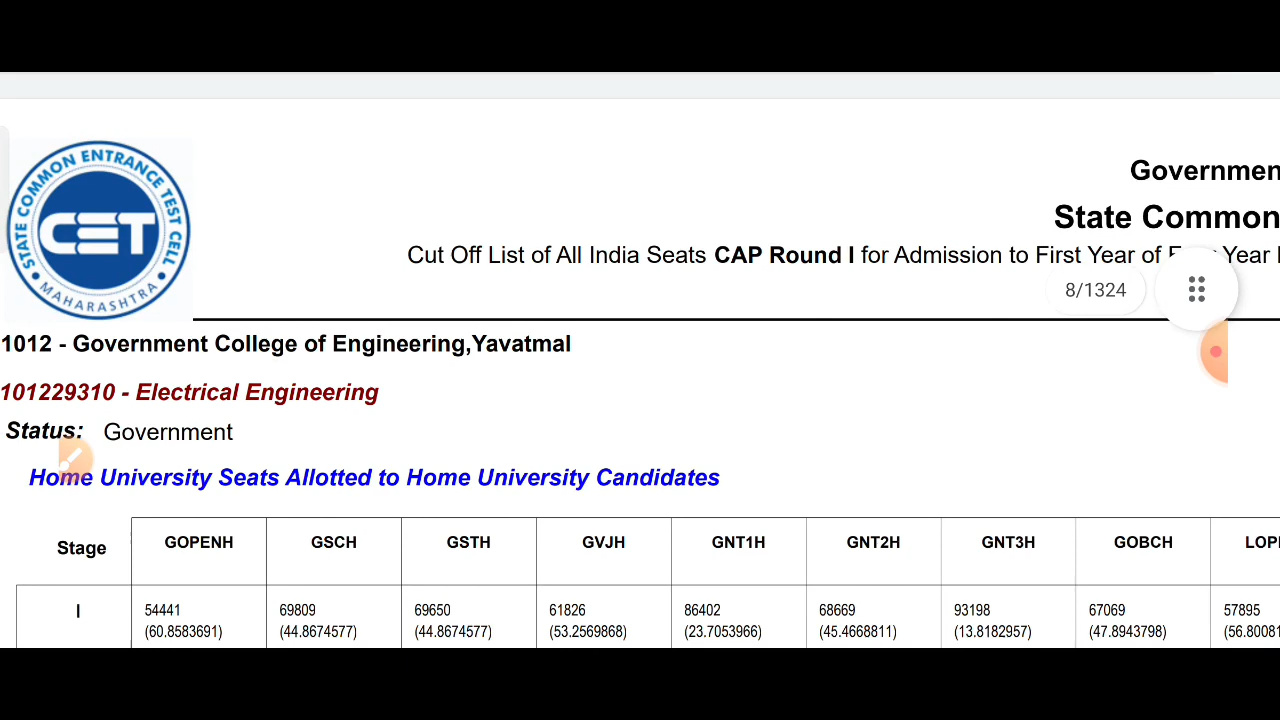 STATE COMMON ENTRANCE TEST CELL
CET
MAHARASHTRA
Governmen
State Common
Cut Off List of All India Seats CAP Round I for Admission to First Year of Year
8/1324
1012 - Government College of Engineering,Yavatmal
101229310 - Electrical Engineering
Status: Government
Home University Seats Allotted to Home University Candidates
Stage GOPENH GSCH GSTH GVJH GNT1H GNT2H GNT3H GOBCH LOP
I 54441 69809 69650 61826 86402 68669 93198 67069 57895
(60.8583691) (44.8674577) (44.8674577) (53.2569868) (23.7053966) (45.4668811) (13.8182957) (47.8943798) (56.80081